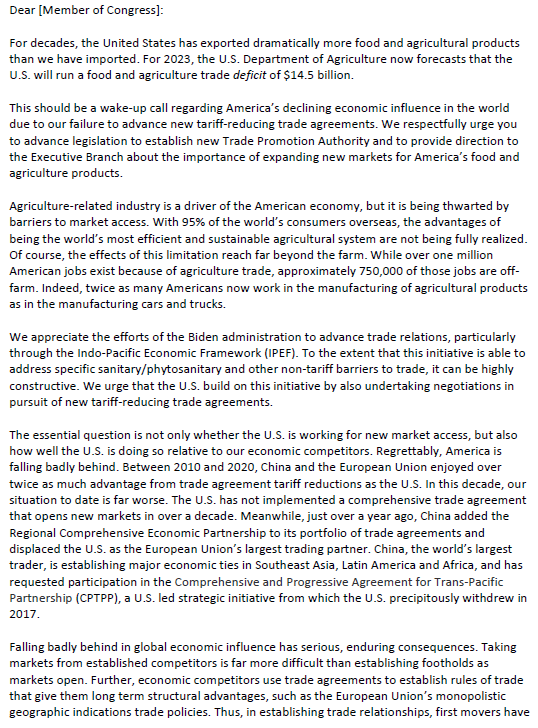 Dear [Member of Congress]:
For decades, the United States has exported dramatically more food and agricultural products
than we have imported. For 2023, the U.S. Department of Agriculture now forecasts that the
U.S. will run a food and agriculture trade deficit of $14.5 billion.
This should be a wake-up call regarding America's declining economic influence in the world
due to our failure to advance new tariff-reducing trade agreements. We respectfully urge you
to advance legislation to establish new Trade Promotion Authority and to provide direction to
the Executive Branch about the importance of expanding new markets for America's food and
agriculture products.
Agriculture-related industry is a driver of the American economy, but it is being thwarted by
barriers to market access. With 95% of the world's consumers overseas, the advantages of
being the world's most efficient and sustainable agricultural system are not being fully realized.
Of course, the effects of this limitation reach far beyond the farm. While over one million
American jobs exist because of agriculture trade, approximately 750,000 of those jobs are off-
farm. Indeed, twice as many Americans now work in the manufacturing of agricultural products
as in the manufacturing cars and trucks.
We appreciate the efforts of the Biden administration to advance trade relations, particularly
through the Indo-Pacific Economic Framework (IPEF). To the extent that this initiative is able to
address specific sanitary/phytosanitary and other non-tariff barriers to trade, it can be highly
constructive. We urge that the U.S. build on this initiative by also undertaking negotiations in
pursuit of new tariff-reducing trade agreements.
The essential question is not only whether the U.S. is working for new market access, but also
how well the U.S. is doing so relative to our economic competitors. Regrettably, America is
falling badly behind. Between 2010 and 2020, China and the European Union enjoyed over
twice as much advantage from trade agreement tariff reductions as the U.S. In this decade, our
situation to date is far worse. The U.S. has not implemented a comprehensive trade agreement
that opens new markets in over a decade. Meanwhile, just over a year ago, China added the
Regional Comprehensive Economic Partnership to its portfolio of trade agreements and
displaced the U.S. as the European Union's largest trading partner. China, the world's largest
trader, is establishing major economic ties in Southeast Asia, Latin America and Africa, and has
requested participation in the Comprehensive and Progressive Agreement for Trans-Pacific
Partnership (CPTPP), a U.S. led strategic initiative from which the U.S. precipitously withdrew in
2017.
Falling badly behind in global economic influence has serious, enduring consequences. Taking
markets from established competitors is far more difficult than establishing footholds as
markets open. Further, economic competitors use trade agreements to establish rules of trade
that give them long term structural advantages, such as the European Union's monopolistic
geographic indications trade policies. Thus, in establishing trade relationships, first movers have